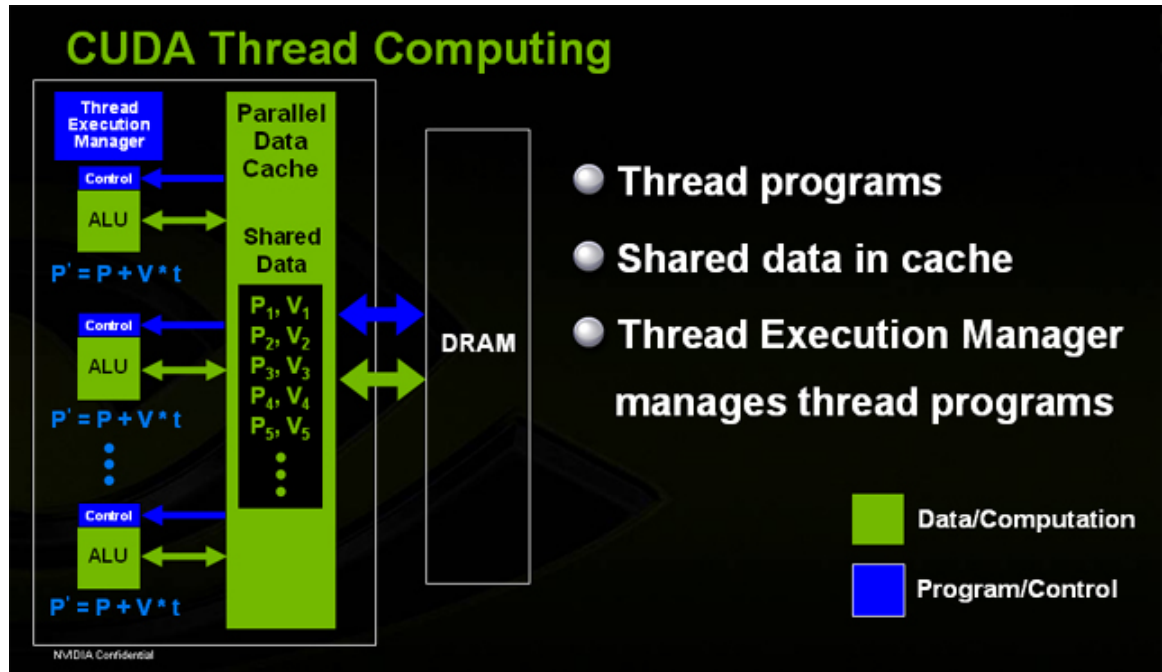 CUDA Thread Computing
Thread
Execution
Manager
Control
ALU
P' = P + V * t
Control
ALU
P' = P + V * t
Control
ALU
P' = P + V * t
Parallel
Data
Cache
Shared
Data
P₁, V₁
P₂, V₂
P₃, V₃
P₄, V₄
P₅, V₅
DRAM
Thread programs
Shared data in cache
Thread Execution Manager
manages thread programs
Data/Computation
Program/Control
NVIDIA Confidential